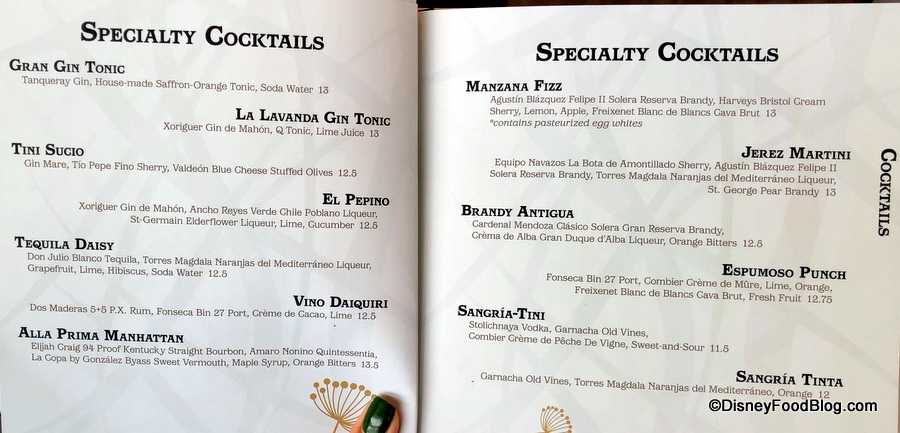 Specialty Cocktails
Gran Gin Tonic
Tanqueray Gin, House-made Saffron-Orange Tonic, Soda Water 13
La Lavanda Gin Tonic
Xoriguer Gin de Mahón, Q Tonic, Lime Juice 13
Tini Sucio
Gin Mare, Tío Pepe Fino Sherry, Valdeón Blue Cheese Stuffed Olives 12.5
El Pepino
Xoriguer Gin de Mahón, Ancho Reyes Verde Chile Poblano Liqueur,
St-Germain Elderflower Liqueur, Lime, Cucumber 12.5
Tequila Daisy
Don Julio Blanco Tequila, Torres Magdala Naranjas del Mediterráneo Liqueur,
Grapefruit, Lime, Hibiscus, Soda Water 12.5
Vino Daiquiri
Dos Maderas 5+5 P.X. Rum, Fonseca Bin 27 Port, Crème de Cacao, Lime 12.5
Alla Prima Manhattan
Elijah Craig 94 Proof Kentucky Straight Bourbon, Amaro Nonino Quintessentia,
La Copa by González Byass Sweet Vermouth, Maple Syrup, Orange Bitters 13.5
Specialty Cocktails
Manzana Fizz
Agustín Blázquez Felipe II Solera Reserva Brandy, Harveys Bristol Cream
Sherry, Lemon, Apple, Freixenet Blanc de Blancs Cava Brut 13
*contains pasteurized egg whites
Jerez Martini
Equipo Navazos La Bota de Amontillado Sherry, Agustín Blázquez Felipe II
Solera Reserva Brandy, Torres Magdala Naranjas del Mediterráneo Liqueur,
St. George Pear Brandy 13
Brandy Antigua
Cardenal Mendoza Clásico Solera Gran Reserva Brandy,
Crèma de Alba Gran Duque d'Alba Liqueur, Orange Bitters 12.5
Espumoso Punch
Fonseca Bin 27 Port, Combier Crème de Mûre, Lime, Orange,
Freixenet Blanc de Blancs Cava Brut, Fresh Fruit 12.75
Sangría-Tini
Stolichnaya Vodka, Garnacha Old Vines,
Combier Crème de Pêche De Vigne, Sweet-and-Sour 11.5
Sangría Tinta
Garnacha Old Vines, Torres Magdala Naranjas del Mediterráneo, Orange 12
Cocktails
©DisneyFoodBlog.com